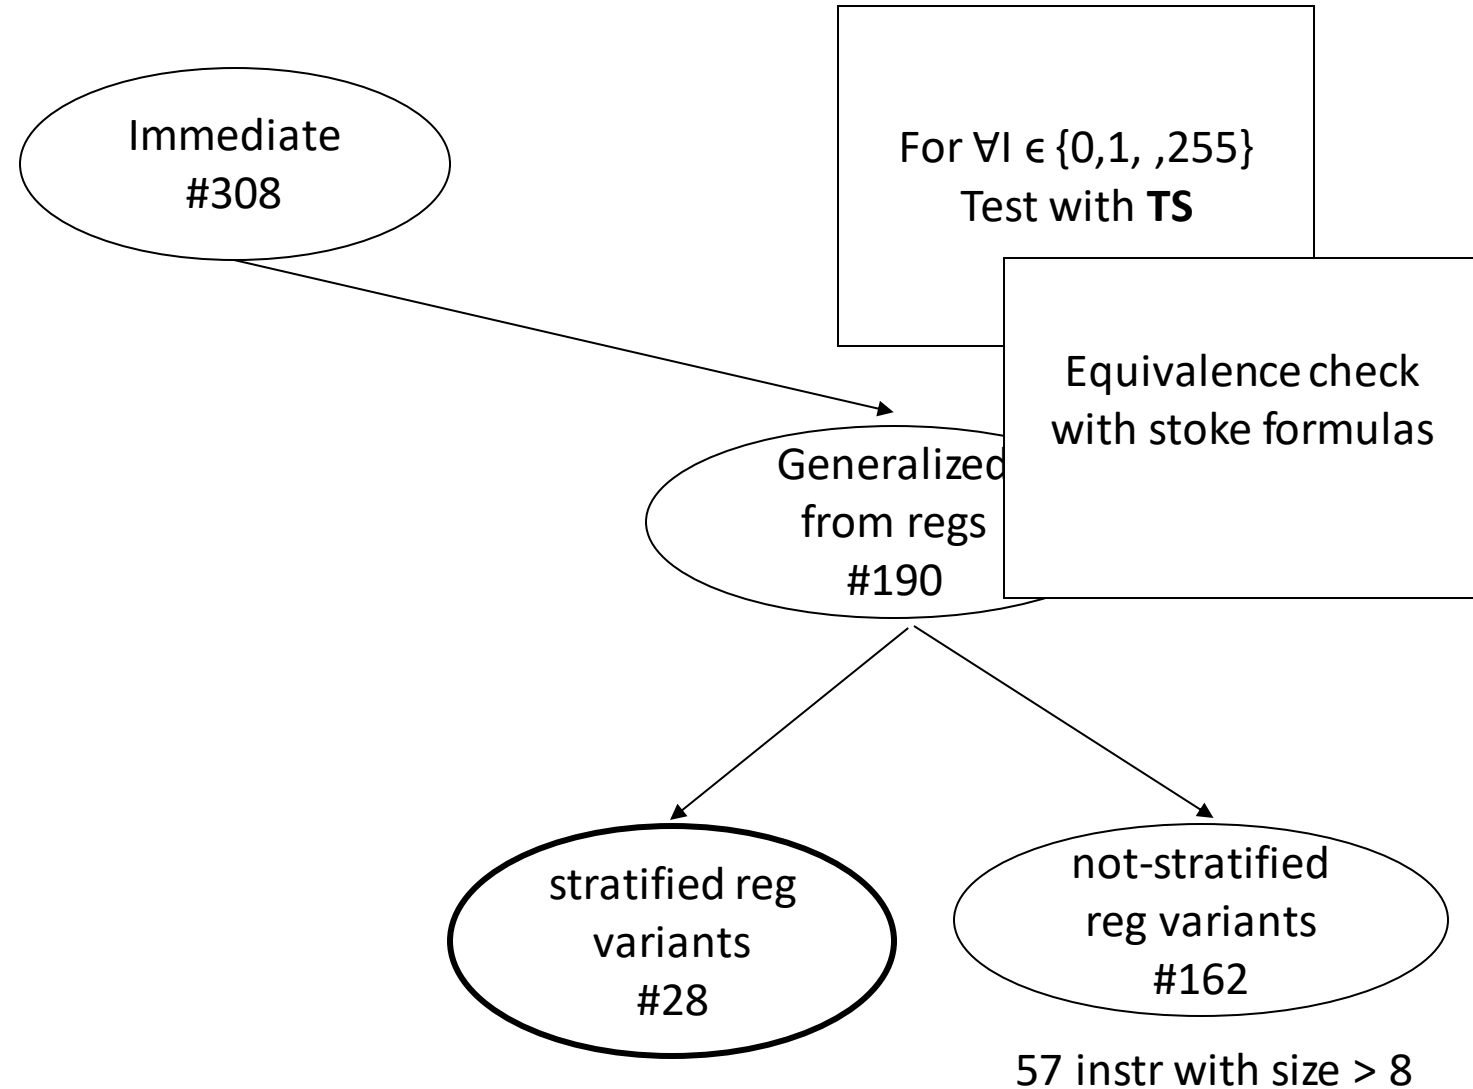 Immediate
#308
For ∀I ϵ {0,1, ,255}
Test with TS
Equivalence check
with stoke formulas
Generalized
from regs
#190
stratified reg
variants
#28
not-stratified
reg variants
#162
57 instr with size > 8